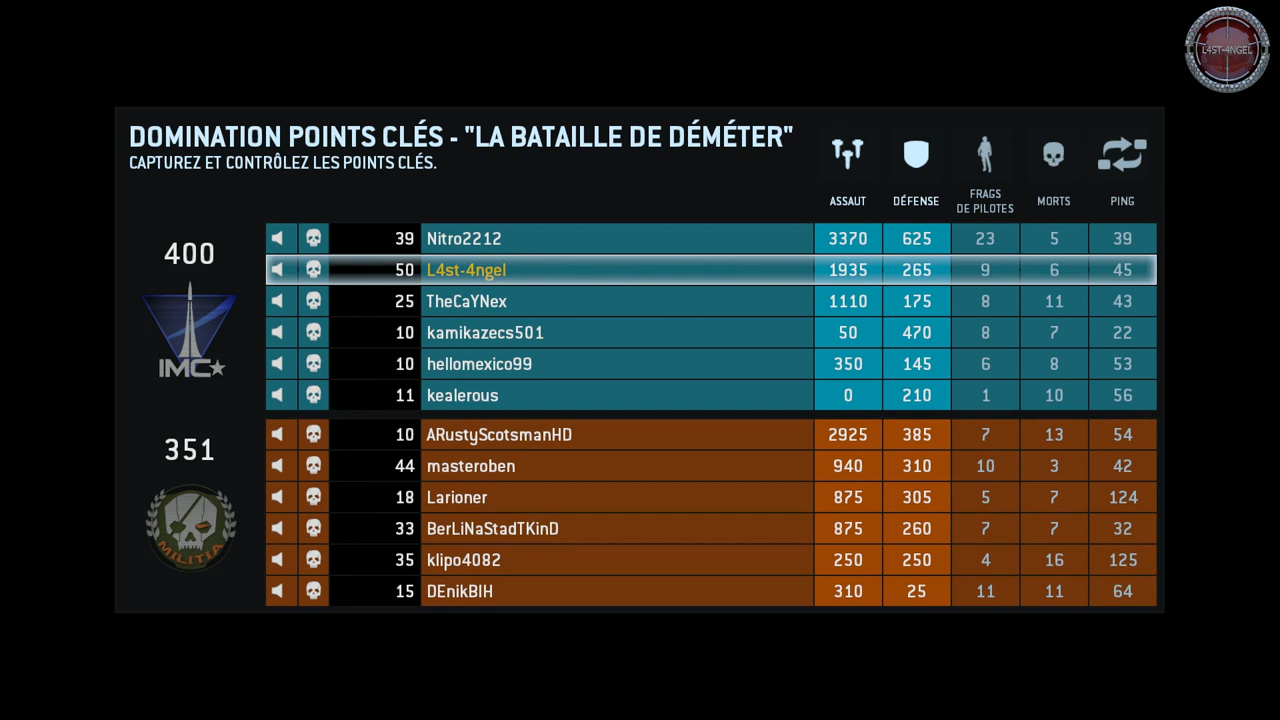 L4ST-4NGEL
DOMINATION POINTS CLÉS - "LA BATAILLE DE DÉMÉTER"
CAPTUREZ ET CONTRÔLEZ LES POINTS CLÉS.
ASSAUT DÉFENSE FRAGS DE PILOTES MORTS PING
400
IMC
39 Nitro2212 3370 625 23 5 39
50 L4st-4ngel 1935 265 9 6 45
25 TheCaYNex 1110 175 8 11 43
10 kamikazecs501 50 470 8 7 22
10 hellomexico99 350 145 6 8 53
11 kealerous 0 210 1 10 56
351
MILITIA
10 ARustyScotsmanHD 2925 385 7 13 54
44 masteroben 940 310 10 3 42
18 Larioner 875 305 5 7 124
33 BerLiNaStadTKinD 875 260 7 7 32
35 klipo4082 250 250 4 16 125
15 DEnikBIH 310 25 11 11 64